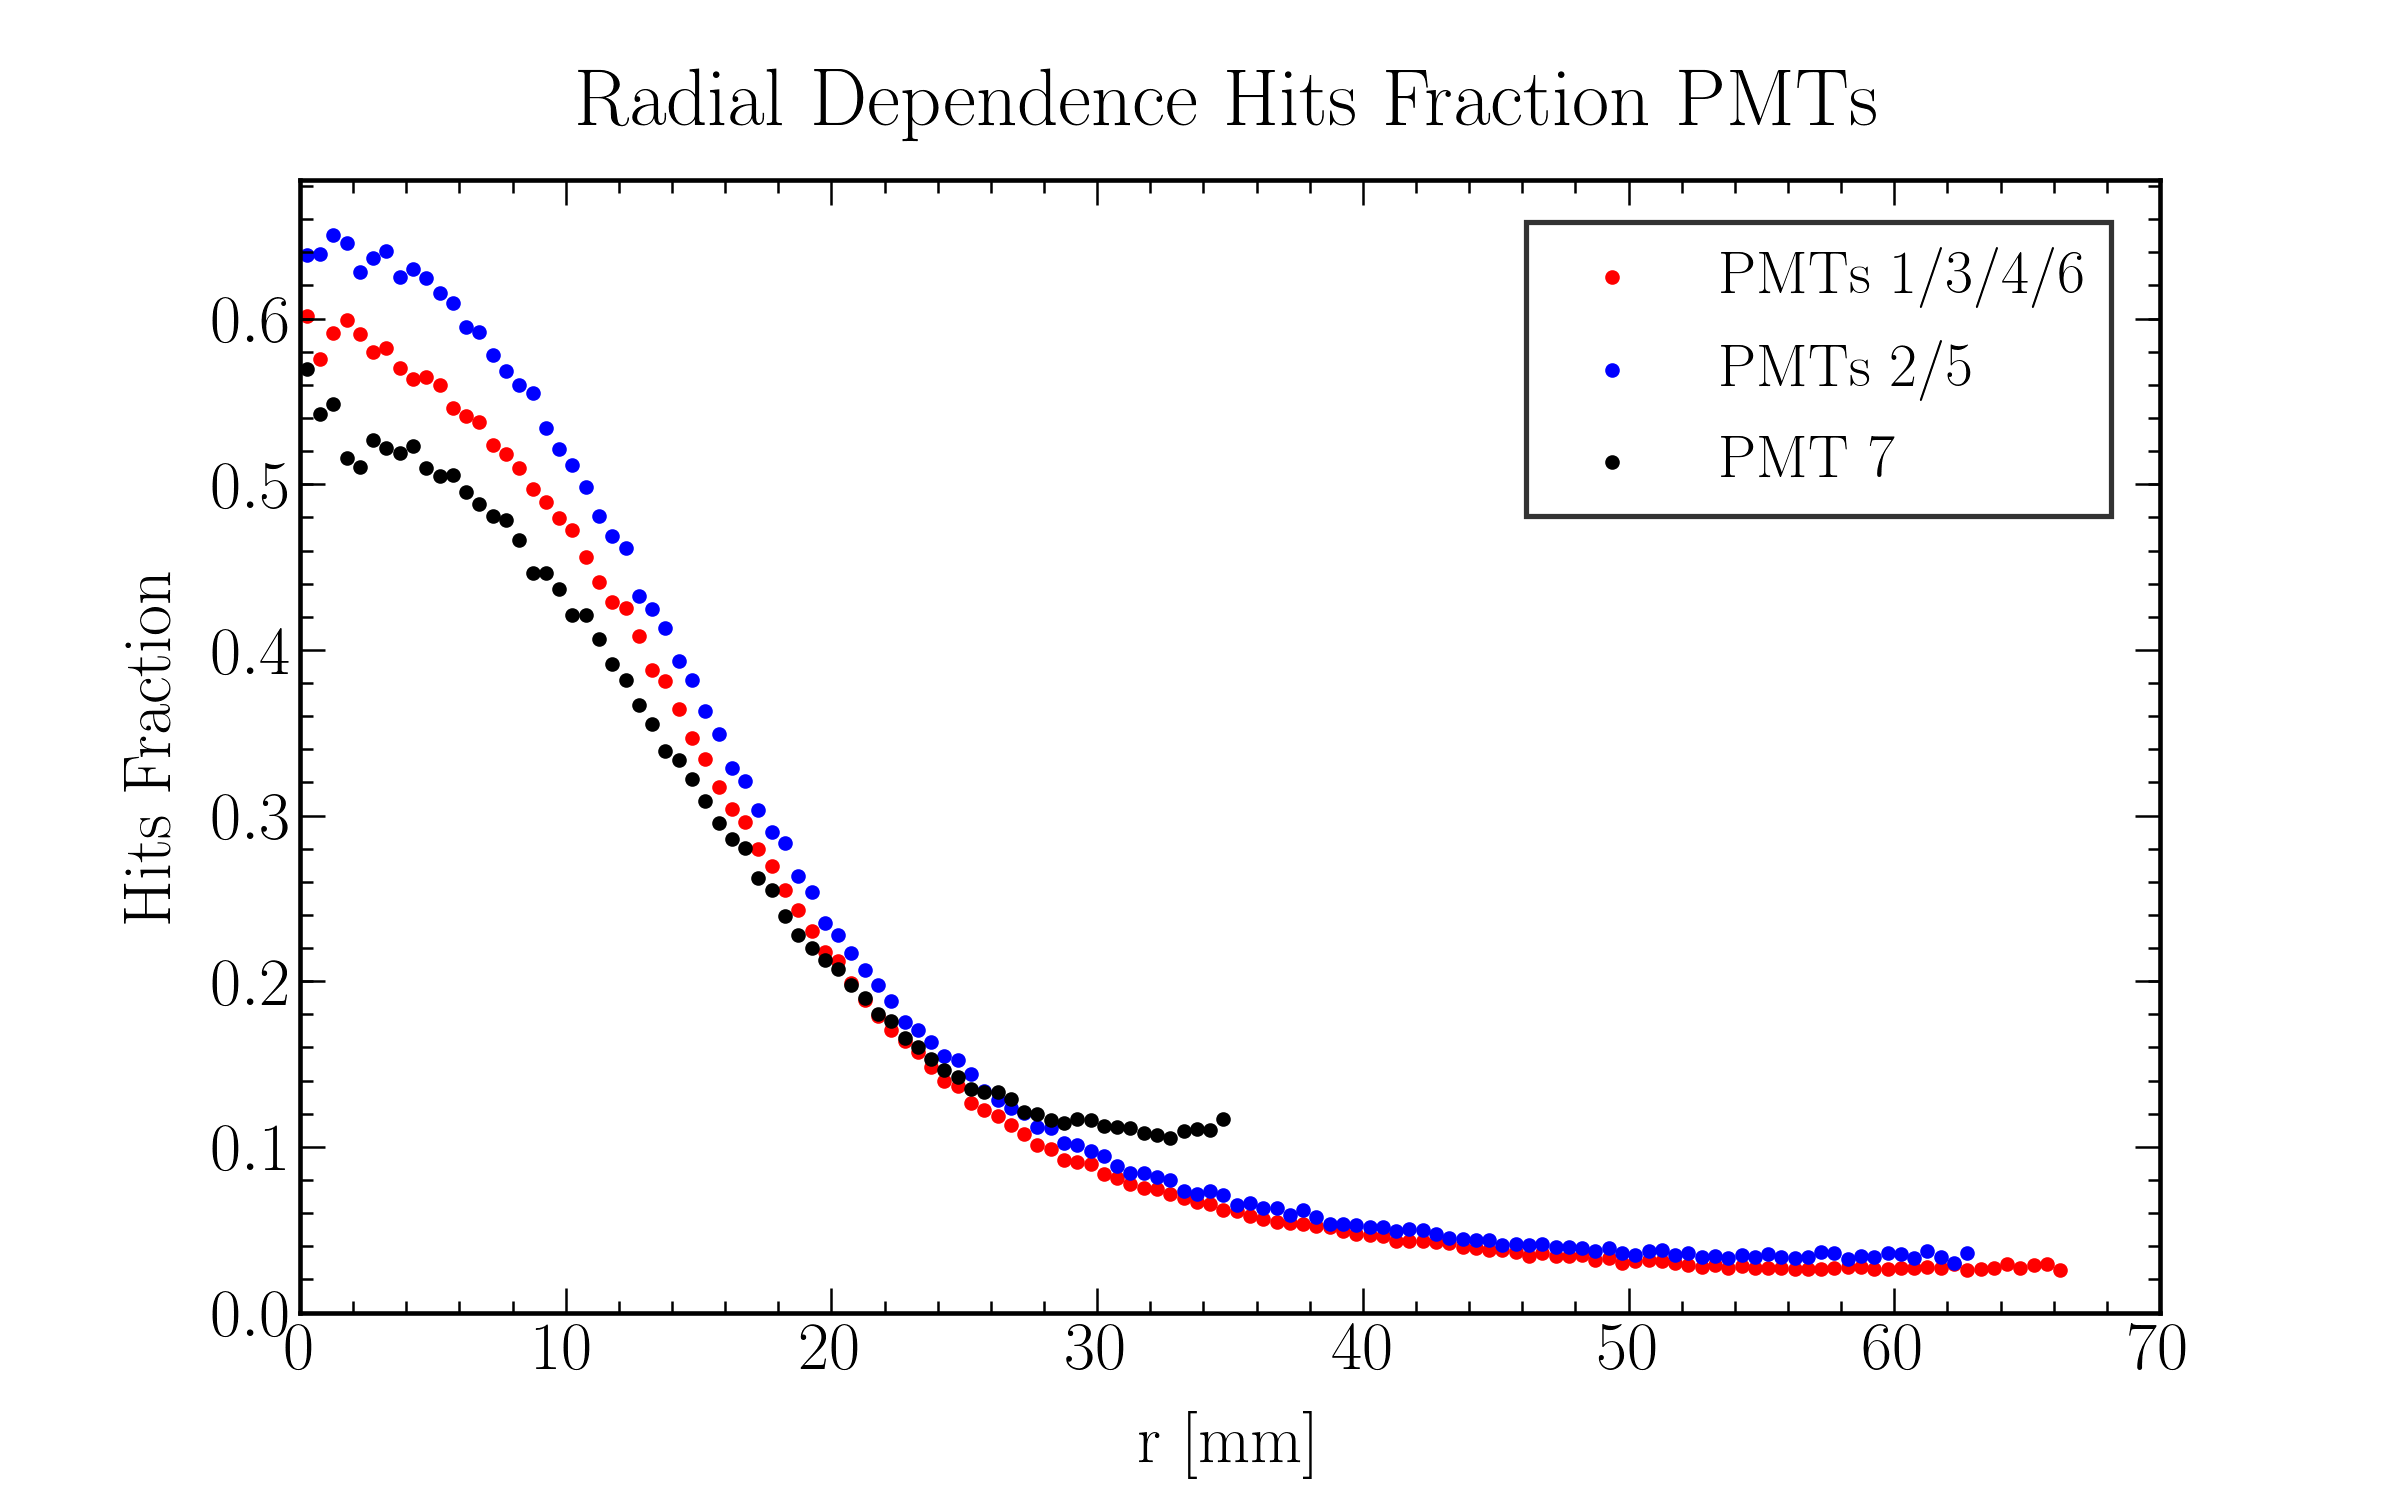 Radial Dependence Hits Fraction PMTs
PMTs 1/3/4/6
PMTs 2/5
PMT 7
Hits Fraction
0.6
0.5
0.4
0.3
0.2
0.1
0.0
0 10 20 30 40 50 60 70
r [mm]